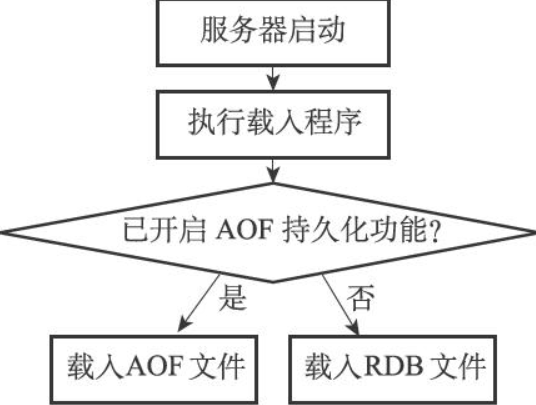 服务器启动
执行载入程序
已开启 AOF 持久化功能?
是
否
载入AOF 文件
载入RDB 文件